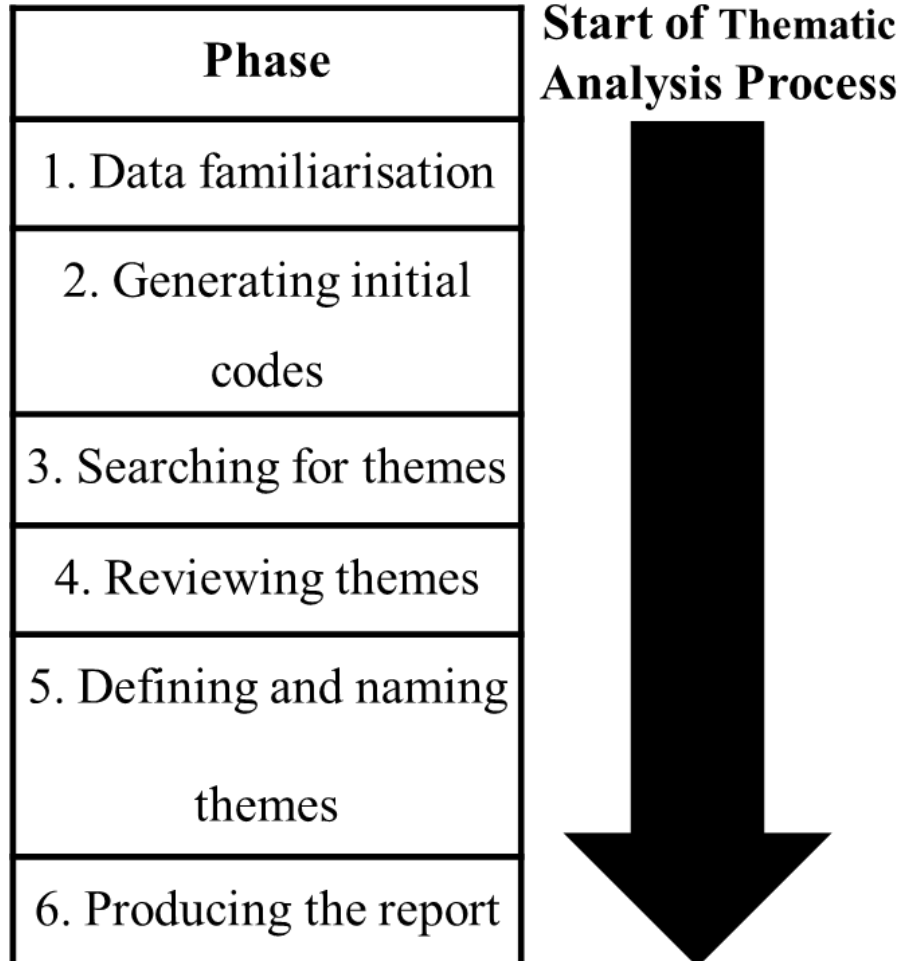 Phase
1. Data familiarisation
2. Generating initial
codes
3. Searching for themes
4. Reviewing themes
5. Defining and naming
themes
6. Producing the report
Start of Thematic
Analysis Process